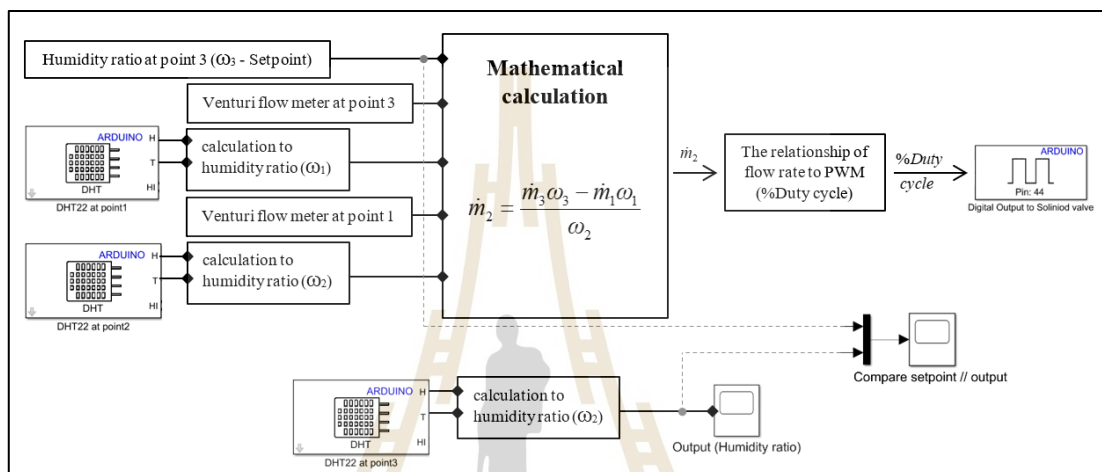 Humidity ratio at point 3 (ω₃ - Setpoint)
Venturi flow meter at point 3
ARDUINO
H
T
HI
DHT
DHT22 at point1
calculation to
humidity ratio (ω₁)
Venturi flow meter at point 1
ARDUINO
H
T
HI
DHT
DHT22 at point2
calculation to
humidity ratio (ω₂)
Mathematical
calculation
ṁ₂ = (ṁ₃ω₃ − ṁ₁ω₁) / ω₂
ṁ₂
The relationship of
flow rate to PWM
(%Duty cycle)
%Duty
cycle
ARDUINO
Pin: 44
Digital Output to Soliniod valve
Compare setpoint // output
ARDUINO
H
T
HI
DHT
DHT22 at point3
calculation to
humidity ratio (ω₂)
Output (Humidity ratio)